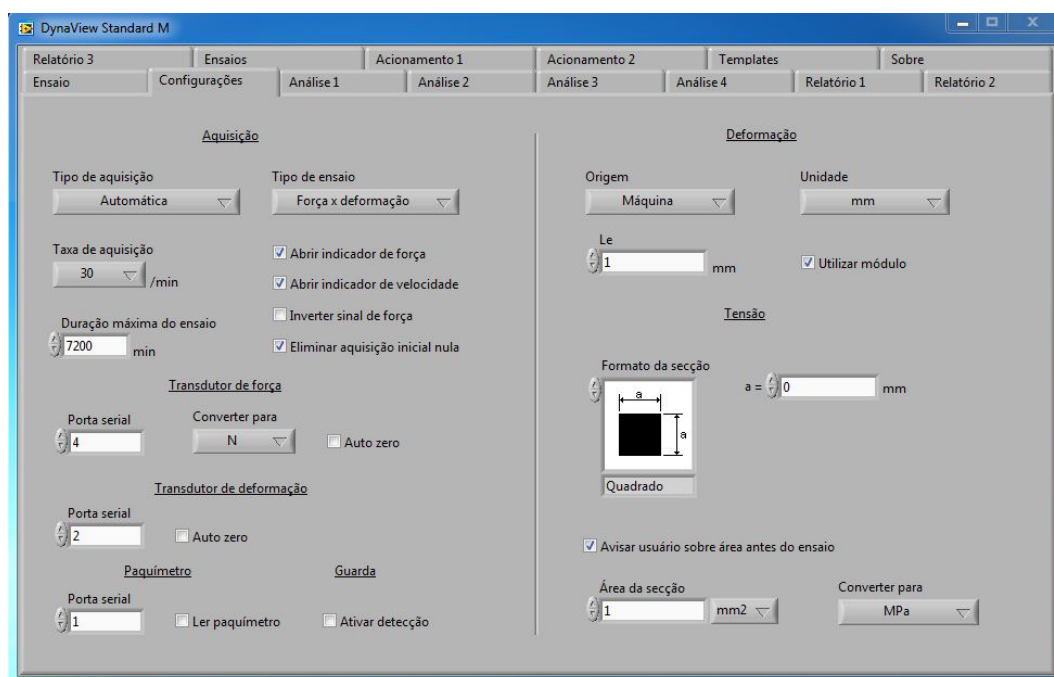 DynaView Standard M
Relatório 3 Ensaios Acionamento 1 Acionamento 2 Templates Sobre
Ensaio Configurações Análise 1 Análise 2 Análise 3 Análise 4 Relatório 1 Relatório 2
Aquisição
Tipo de aquisição Tipo de ensaio
Automática Força x deformação
Taxa de aquisição
30 /min
Abrir indicador de força
Abrir indicador de velocidade
Inverter sinal de força
Eliminar aquisição inicial nula
Duração máxima do ensaio
7200 min
Transdutor de força
Porta serial Converter para
4 N Auto zero
Transdutor de deformação
Porta serial
2 Auto zero
Paquímetro Guarda
Porta serial
1 Ler paquímetro Ativar detecção
Deformação
Origem Unidade
Máquina mm
Le
1 mm Utilizar módulo
Tensão
Formato da secção
a = 0 mm
a
a
Quadrado
Avisar usuário sobre área antes do ensaio
Área da secção Converter para
1 mm2 MPa